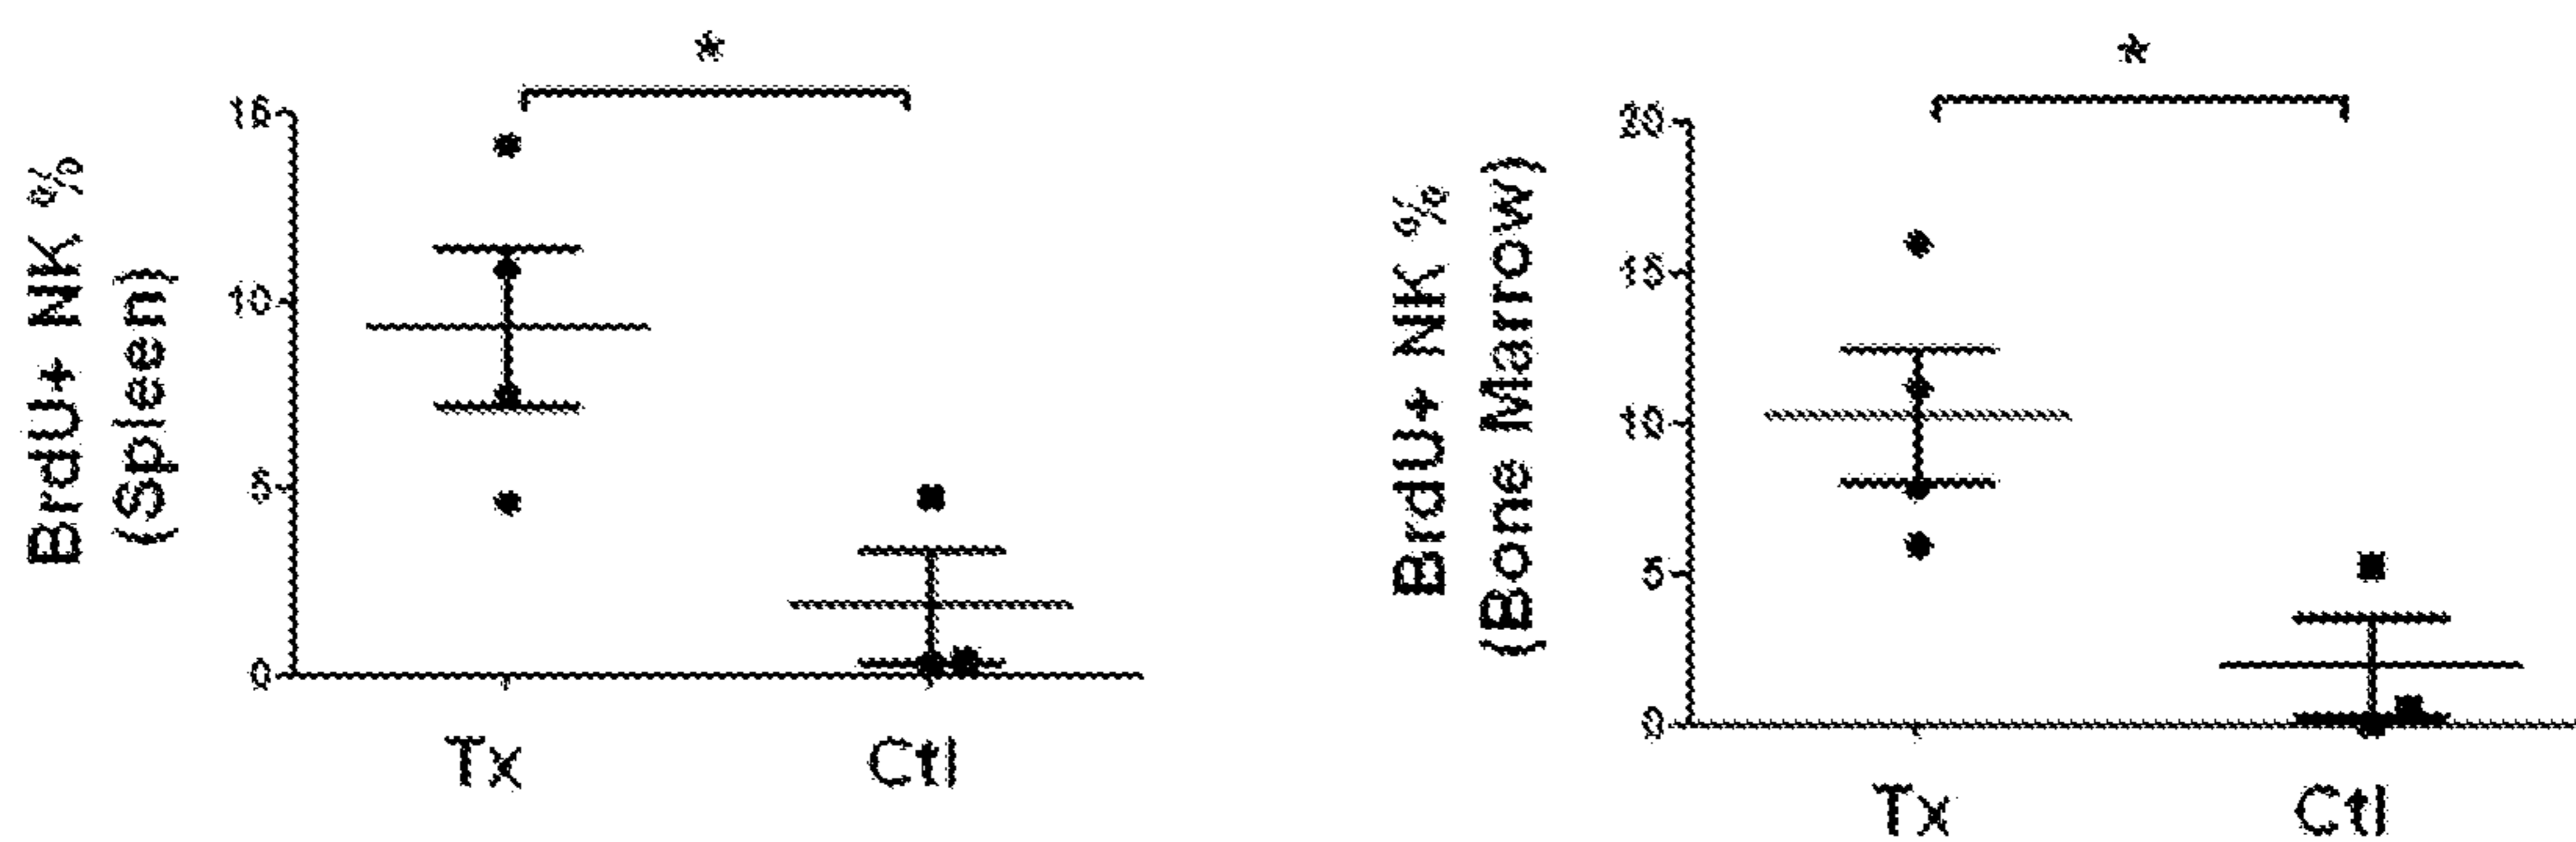 *
BrdU+ NK %
(Spleen)
15
10
5
0
Tx Ctl
*
BrdU+ NK %
(Bone Marrow)
20
15
10
5
0
Tx Ctl